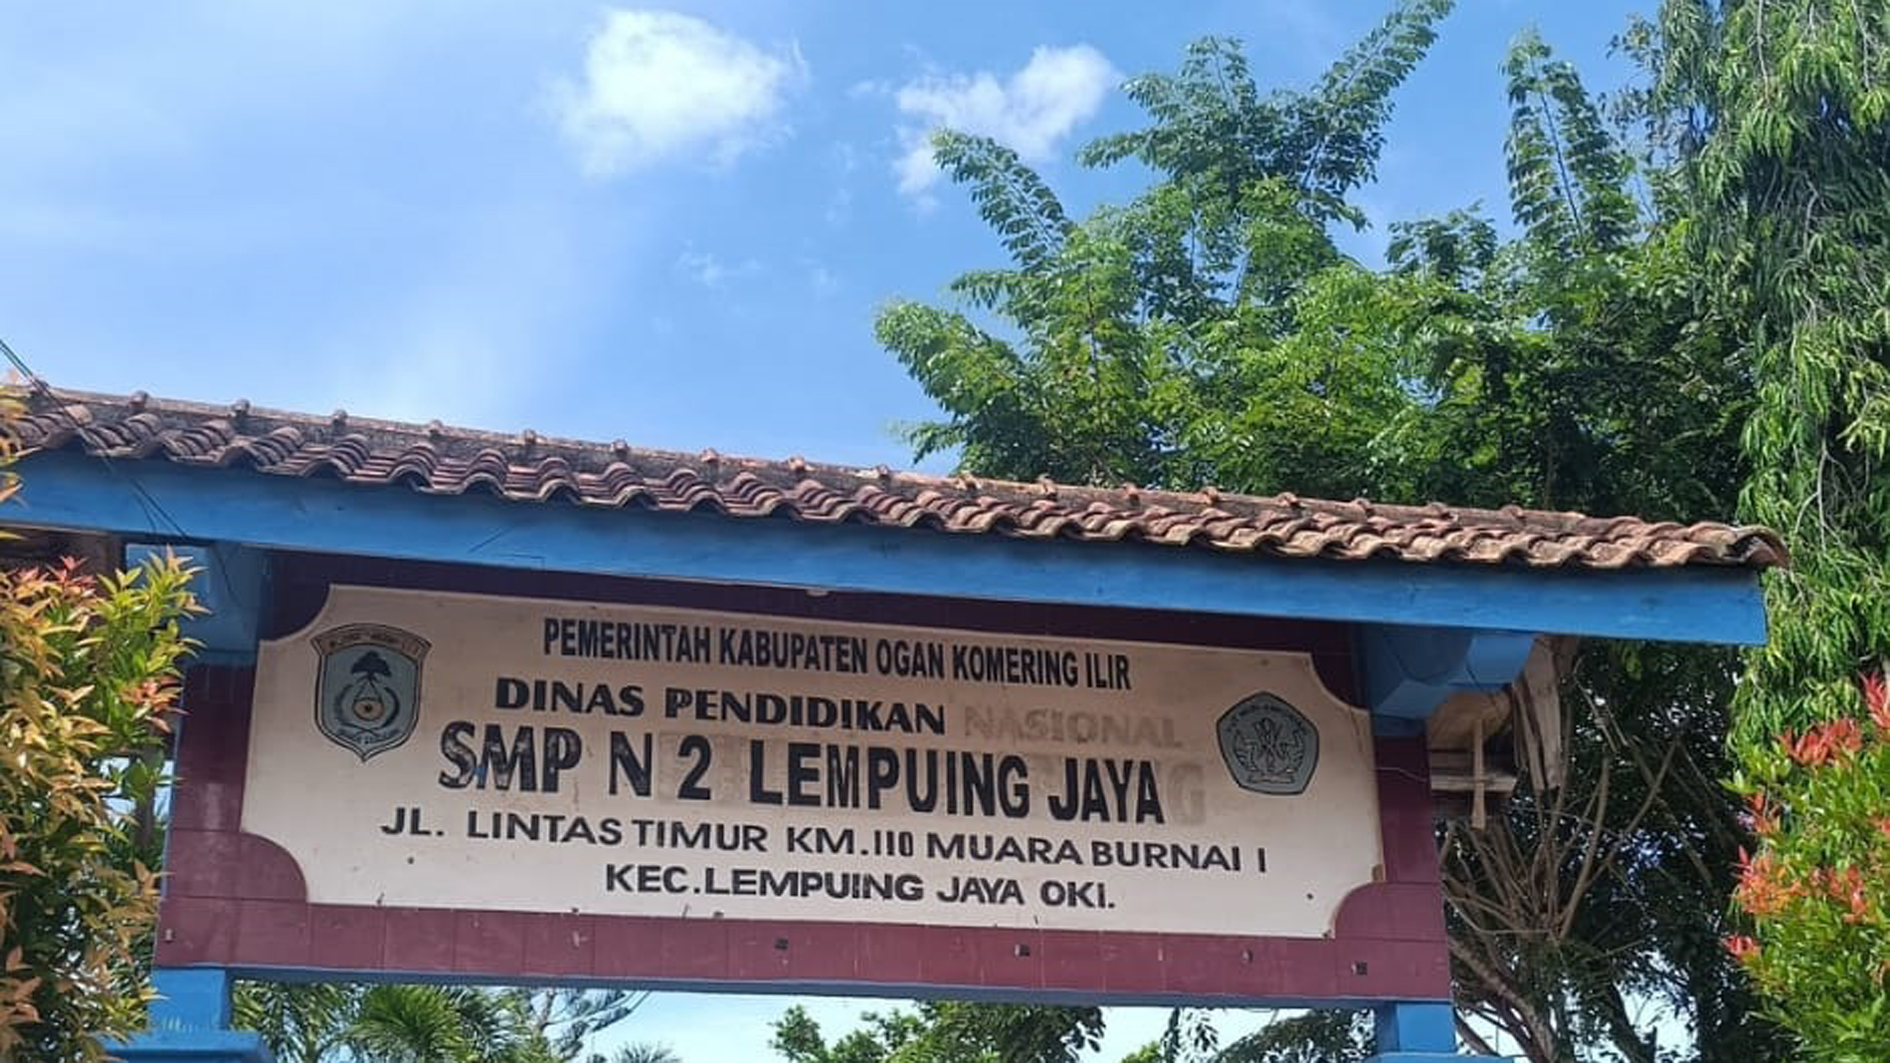 PEMERINTAH KABUPATEN OGAN KOMERING ILIR
DINAS PENDIDIKAN NASIONAL
SMP N 2 LEMPUING JAYA
JL. LINTAS TIMUR KM.110 MUARA BURNAI I
KEC.LEMPUING JAYA OKI.